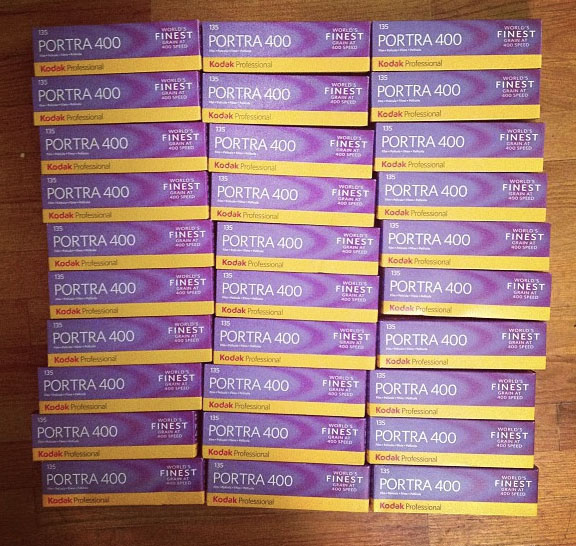 135 WORLD'S 135 WORLD'S 135 WORLD'S
PORTRA 400 FINEST PORTRA 400 FINEST PORTRA 400 FINEST
GRAIN AT GRAIN AT GRAIN AT
400 SPEED 400 SPEED 400 SPEED
Kodak Professional Kodak Professional Kodak Professional
135 WORLD'S 135 WORLD'S 135 WORLD'S
PORTRA 400 FINEST PORTRA 400 FINEST PORTRA 400 FINEST
GRAIN AT GRAIN AT GRAIN AT
400 SPEED 400 SPEED 400 SPEED
Kodak Professional Kodak Professional Kodak Professional
135 WORLD'S 135 WORLD'S 135 WORLD'S
PORTRA 400 FINEST PORTRA 400 FINEST PORTRA 400 FINEST
GRAIN AT GRAIN AT GRAIN AT
400 SPEED 400 SPEED 400 SPEED
Kodak Professional Kodak Professional Kodak Professional
135 WORLD'S 135 WORLD'S 135 WORLD'S
PORTRA 400 FINEST PORTRA 400 FINEST PORTRA 400 FINEST
GRAIN AT GRAIN AT GRAIN AT
400 SPEED 400 SPEED 400 SPEED
Kodak Professional Kodak Professional Kodak Professional
135 WORLD'S 135 WORLD'S 135 WORLD'S
PORTRA 400 FINEST PORTRA 400 FINEST PORTRA 400 FINEST
GRAIN AT GRAIN AT GRAIN AT
400 SPEED 400 SPEED 400 SPEED
Kodak Professional Kodak Professional Kodak Professional
135 WORLD'S 135 WORLD'S 135 WORLD'S
PORTRA 400 FINEST PORTRA 400 FINEST PORTRA 400 FINEST
GRAIN AT GRAIN AT GRAIN AT
400 SPEED 400 SPEED 400 SPEED
Kodak Professional Kodak Professional Kodak Professional
135 WORLD'S 135 WORLD'S 135 WORLD'S
PORTRA 400 FINEST PORTRA 400 FINEST PORTRA 400 FINEST
GRAIN AT GRAIN AT GRAIN AT
400 SPEED 400 SPEED 400 SPEED
Kodak Professional Kodak Professional Kodak Professional
135 WORLD'S 135 WORLD'S 135 WORLD'S
PORTRA 400 FINEST PORTRA 400 FINEST PORTRA 400 FINEST
GRAIN AT GRAIN AT GRAIN AT
400 SPEED 400 SPEED 400 SPEED
Kodak Professional Kodak Professional Kodak Professional
135 WORLD'S 135 WORLD'S 135 WORLD'S
PORTRA 400 FINEST PORTRA 400 FINEST PORTRA 400 FINEST
GRAIN AT GRAIN AT GRAIN AT
400 SPEED 400 SPEED 400 SPEED
Kodak Professional Kodak Professional Kodak Professional
135 WORLD'S 135 WORLD'S 135 WORLD'S
PORTRA 400 FINEST PORTRA 400 FINEST PORTRA 400 FINEST
GRAIN AT GRAIN AT GRAIN AT
400 SPEED 400 SPEED 400 SPEED
Kodak Professional Kodak Professional Kodak Professional